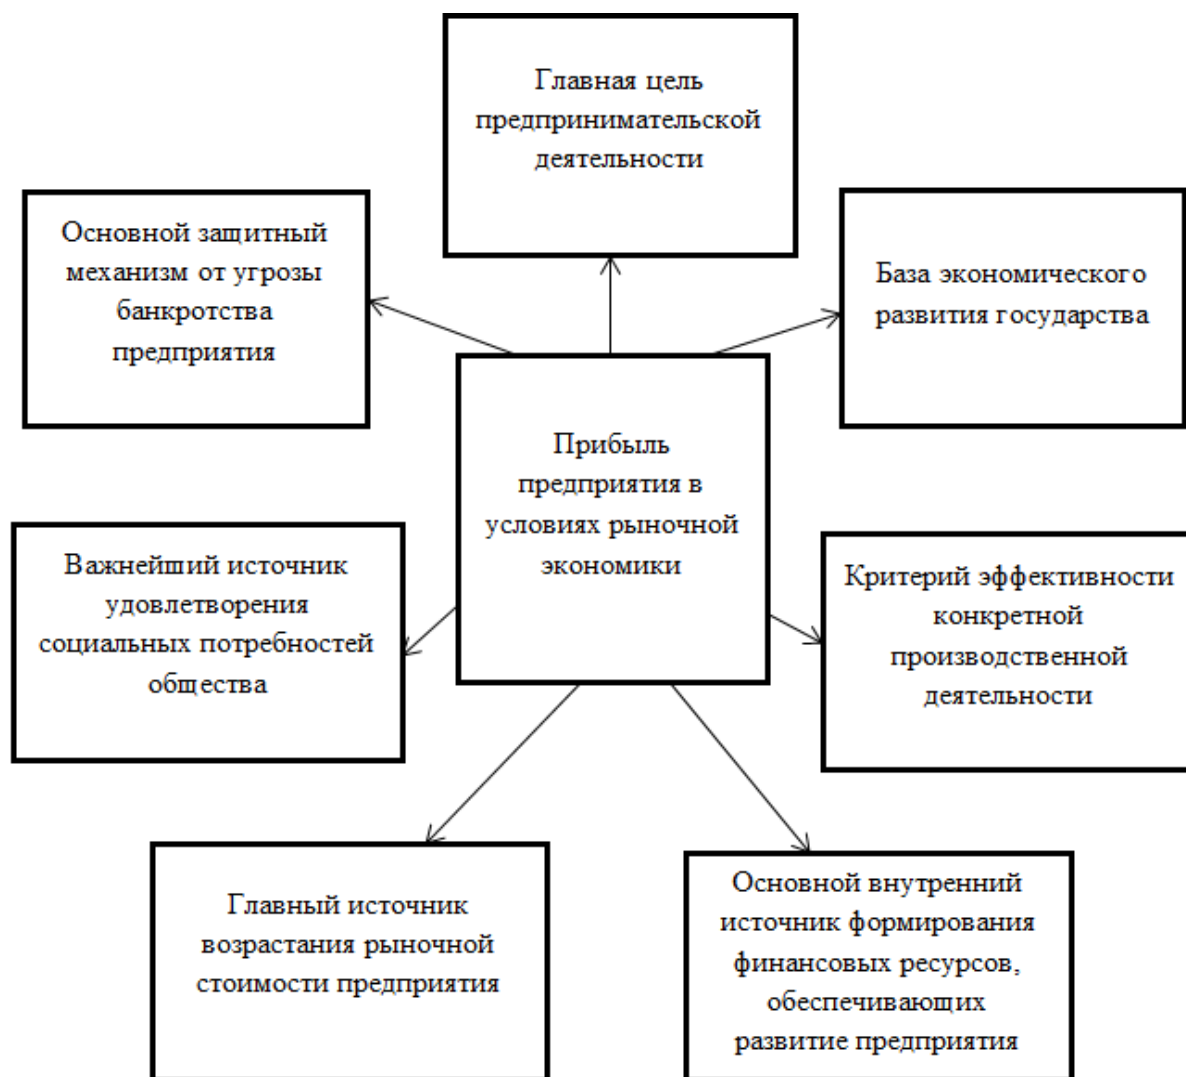 Главная цель
предпринимательской
деятельности
Основной защитный
механизм от угрозы
банкротства
предприятия
База экономического
развития государства
Прибыль
предприятия в
условиях рыночной
экономики
Важнейший источник
удовлетворения
социальных потребностей
общества
Критерий эффективности
конкретной
производственной
деятельности
Главный источник
возрастания рыночной
стоимости предприятия
Основной внутренний
источник формирования
финансовых ресурсов,
обеспечивающих
развитие предприятия